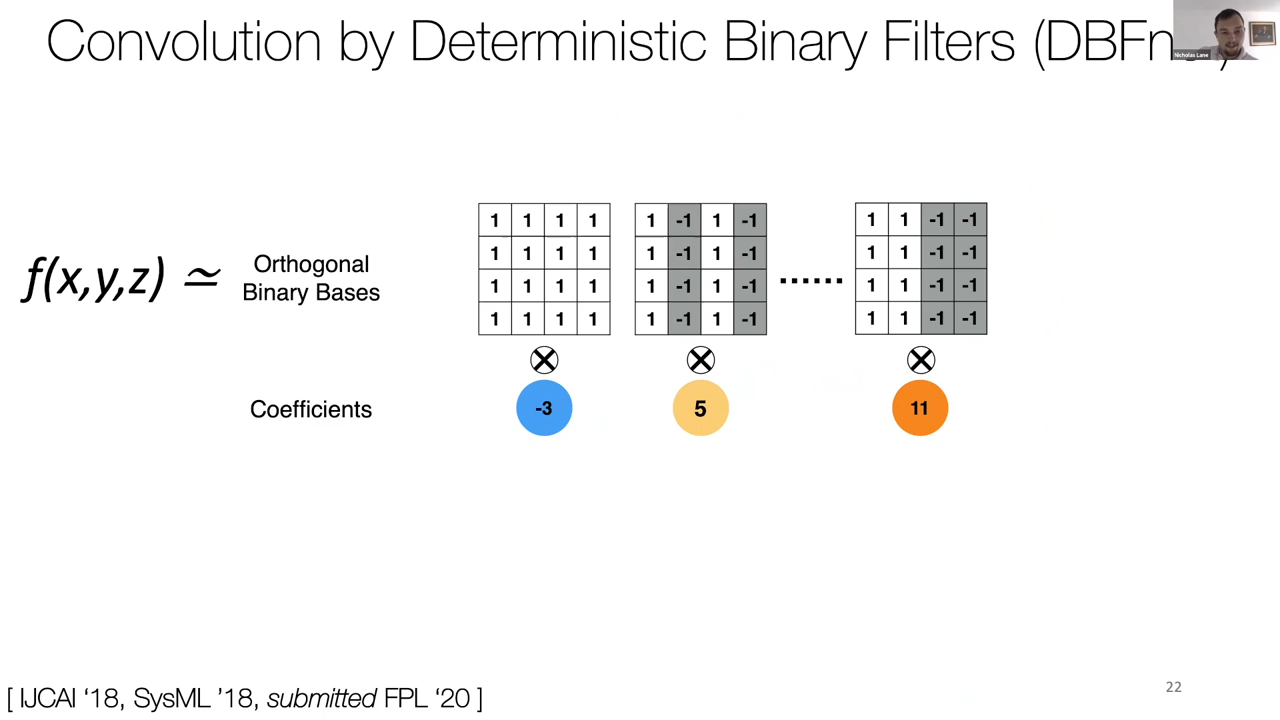 Convolution by Deterministic Binary Filters (DBFn
Nicholas Lane
f(x,y,z) ≃
Orthogonal
Binary Bases
1 1 1 1 1 -1 1 -1 1 1 -1 -1
1 1 1 1 1 -1 1 -1 1 1 -1 -1
1 1 1 1 1 -1 1 -1 ...... 1 1 -1 -1
1 1 1 1 1 -1 1 -1 1 1 -1 -1
Coefficients -3 5 11
[ IJCAI ‘18, SysML ’18, submitted FPL ‘20 ]
22